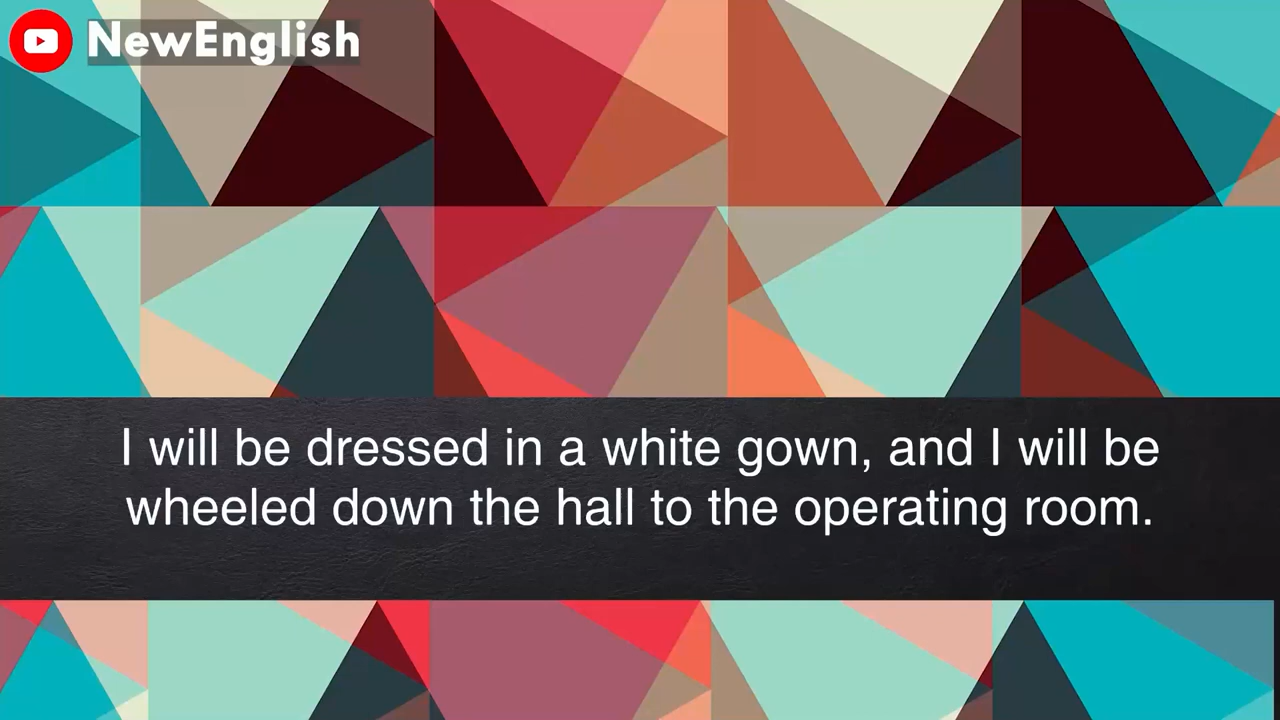 NewEnglish
I will be dressed in a white gown, and I will be
wheeled down the hall to the operating room.